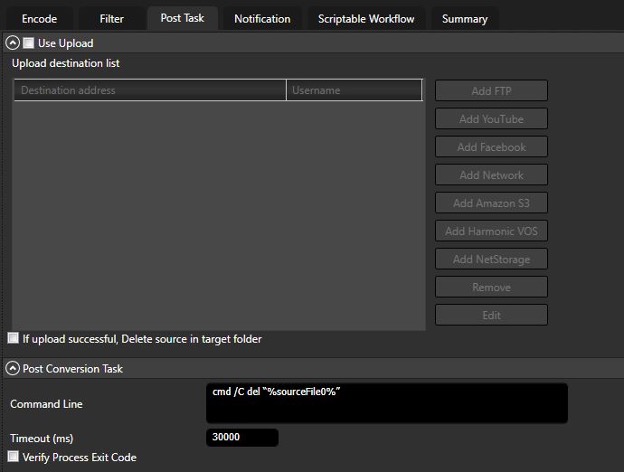 Encode Filter Post Task Notification Scriptable Workflow Summary
Use Upload
Upload destination list
Destination address Username
Add FTP
Add YouTube
Add Facebook
Add Network
Add Amazon S3
Add Harmonic VOS
Add NetStorage
Remove
Edit
If upload successful, Delete source in target folder
Post Conversion Task
Command Line cmd /C del “%sourceFile0%”
Timeout (ms) 30000
Verify Process Exit Code